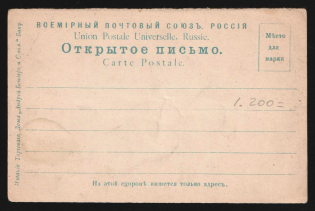 ВСЕМІРНЫЙ ПОЧТОВЫЙ СОЮЗЪ. РОССІЯ
Union Postale Universelle. Russie.
Открытое письмо.
Carte Postale.
Мѣсто
для
марки
1.200=
На этой сторонѣ пишется только адресъ.